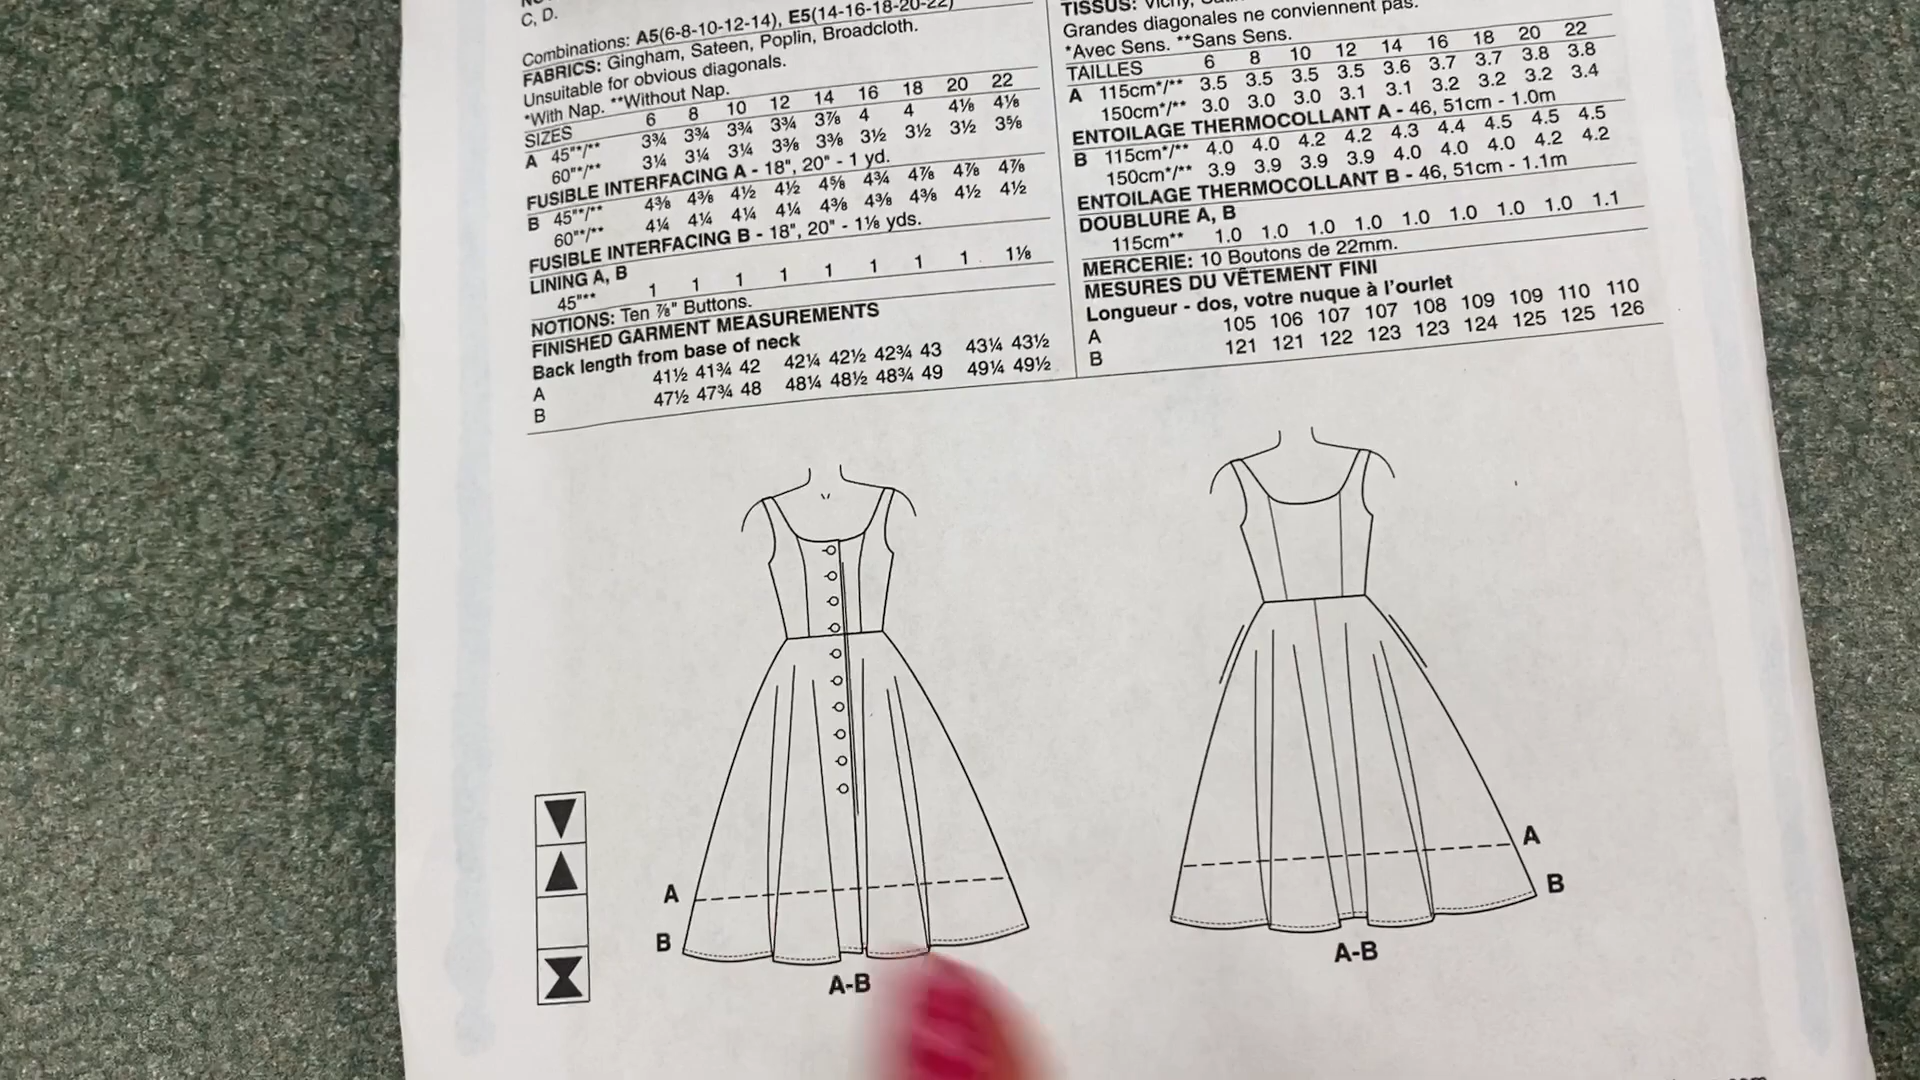 C, D.
Combinations: A5(6-8-10-12-14), E5(14-16-18-20-22)
FABRICS: Gingham, Sateen, Poplin, Broadcloth.
Unsuitable for obvious diagonals.
*With Nap. **Without Nap.
SIZES 6 8 10 12 14 16 18 20 22
A 45"*/** 3¾ 3¾ 3¾ 3¾ 3⅞ 4 4 4⅛ 4⅛
60"*/** 3¼ 3¼ 3¼ 3⅜ 3⅜ 3½ 3½ 3½ 3⅝
FUSIBLE INTERFACING A - 18", 20" - 1 yd.
B 45"*/** 4⅜ 4⅜ 4½ 4½ 4⅝ 4¾ 4⅞ 4⅞ 4⅞
60"*/** 4¼ 4¼ 4¼ 4¼ 4⅜ 4⅜ 4⅜ 4½ 4½
FUSIBLE INTERFACING B - 18", 20" - 1⅛ yds.
LINING A, B
45"** 1 1 1 1 1 1 1 1 1⅛
NOTIONS: Ten ⅞" Buttons.
FINISHED GARMENT MEASUREMENTS
Back length from base of neck
A 41½ 41¾ 42 42¼ 42½ 42¾ 43 43¼ 43½
B 47½ 47¾ 48 48¼ 48½ 48¾ 49 49¼ 49½
TISSUS: Vichy,
Grandes diagonales ne conviennent pas.
*Avec Sens. **Sans Sens.
TAILLES 6 8 10 12 14 16 18 20 22
A 115cm*/** 3.5 3.5 3.5 3.5 3.6 3.7 3.7 3.8 3.8
150cm*/** 3.0 3.0 3.0 3.1 3.1 3.2 3.2 3.2 3.4
ENTOILAGE THERMOCOLLANT A - 46, 51cm - 1.0m
B 115cm*/** 4.0 4.0 4.2 4.2 4.3 4.4 4.5 4.5 4.5
150cm*/** 3.9 3.9 3.9 3.9 4.0 4.0 4.0 4.2 4.2
ENTOILAGE THERMOCOLLANT B - 46, 51cm - 1.1m
DOUBLURE A, B
115cm** 1.0 1.0 1.0 1.0 1.0 1.0 1.0 1.0 1.1
MERCERIE: 10 Boutons de 22mm.
MESURES DU VÊTEMENT FINI
Longueur - dos, votre nuque à l'ourlet
A 105 106 107 107 108 109 109 110 110
B 121 121 122 123 123 124 125 125 126
A
B
A-B
A
B
A-B